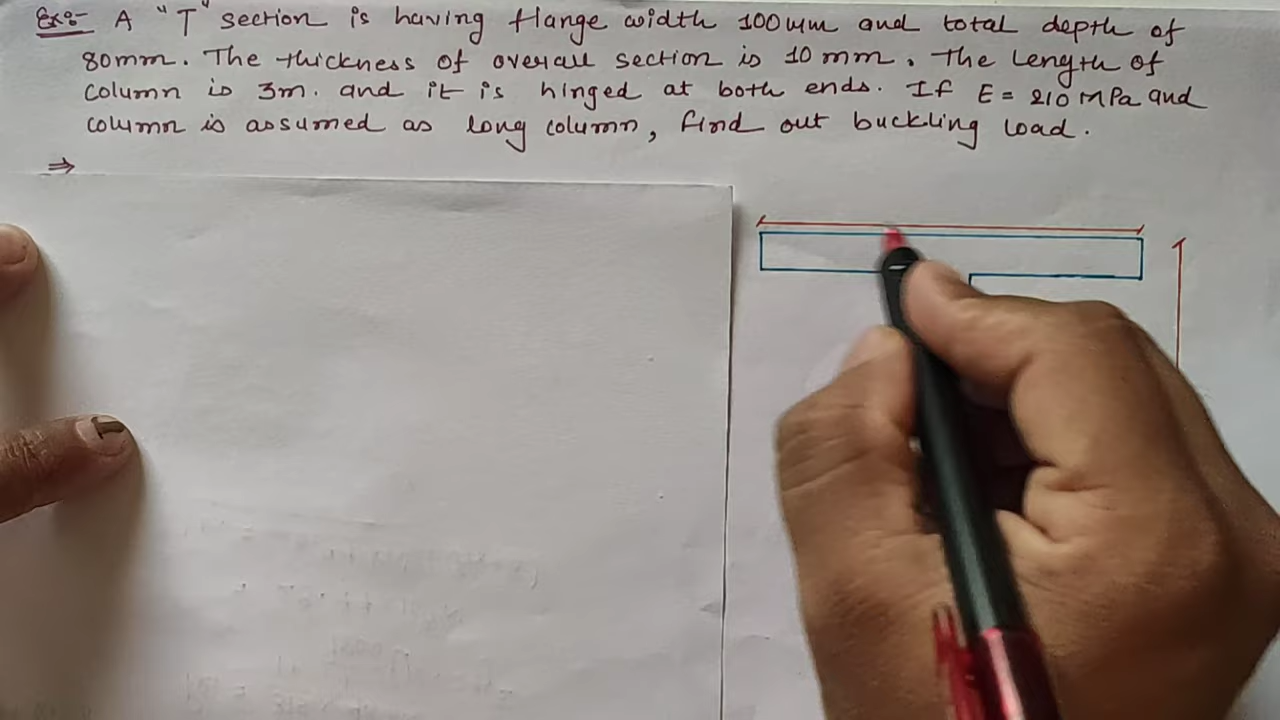 Ex:- A "T" section is having flange width 100mm and total depth of
80mm. The thickness of overall section is 10mm. The Length of
column is 3m. and it is hinged at both ends. If E = 210 MPa and
column is assumed as long column, find out buckling load.
⇒